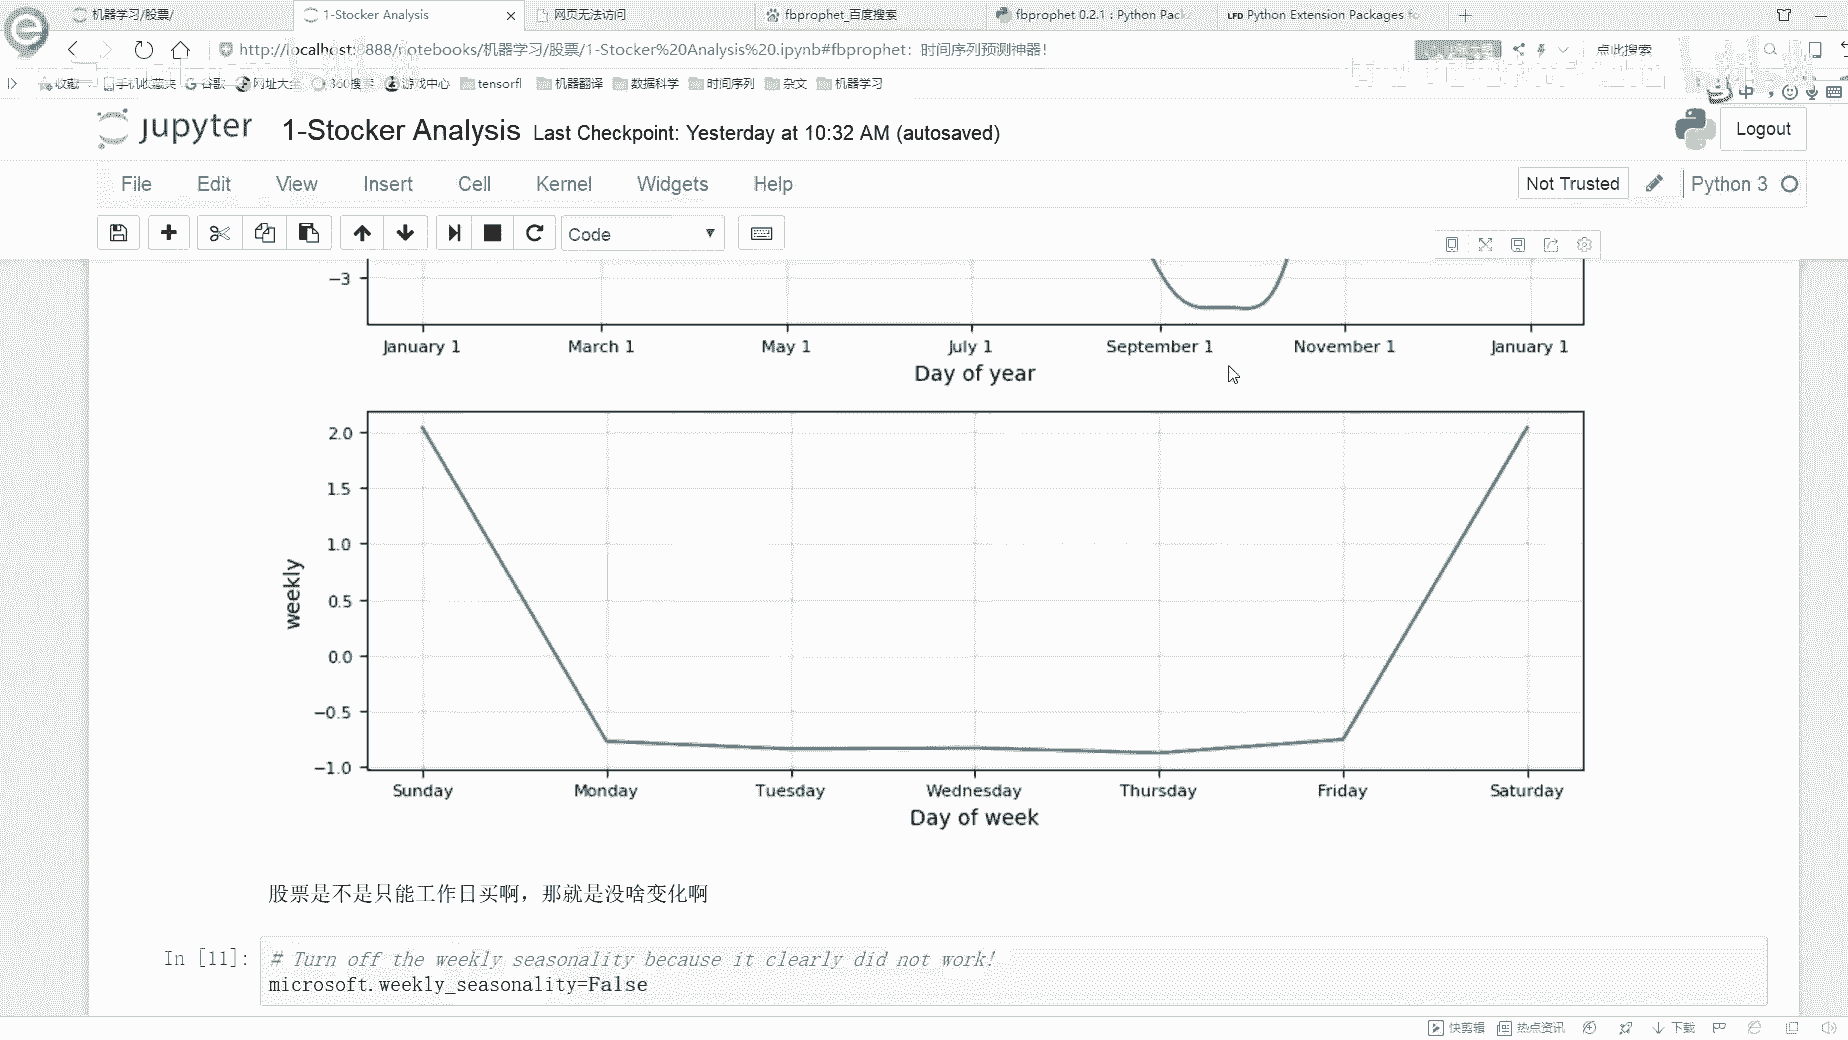 机器学习/股票/
1-Stocker Analysis
网页无法访问
fbprophet_百度搜索
fbprophet 0.2.1 : Python Pack
LFD Python Extension Packages fo
http://localhost:8888/notebooks/机器学习/股票/1-Stocker%20Analysis%20.ipynb#fbprophet：时间序列预测神器！
点此搜索
收藏 手机收藏夹 谷歌 网址大全 360搜索 游戏中心 tensorfl 机器翻译 数据科学 时间序列 杂文 机器学习
中
jupyter 1-Stocker Analysis Last Checkpoint: Yesterday at 10:32 AM (autosaved)
Logout
File Edit View Insert Cell Kernel Widgets Help
Not Trusted
Python 3
Code
−3
January 1 March 1 May 1 July 1 September 1 November 1 January 1
Day of year
2.0
1.5
1.0
0.5
0.0
−0.5
−1.0
weekly
Sunday Monday Tuesday Wednesday Thursday Friday Saturday
Day of week
股票是不是只能工作日买啊，那就是没啥变化啊
In [11]:
# Turn off the weekly seasonality because it clearly did not work!
microsoft.weekly_seasonality=False
快剪辑 热点资讯 下载